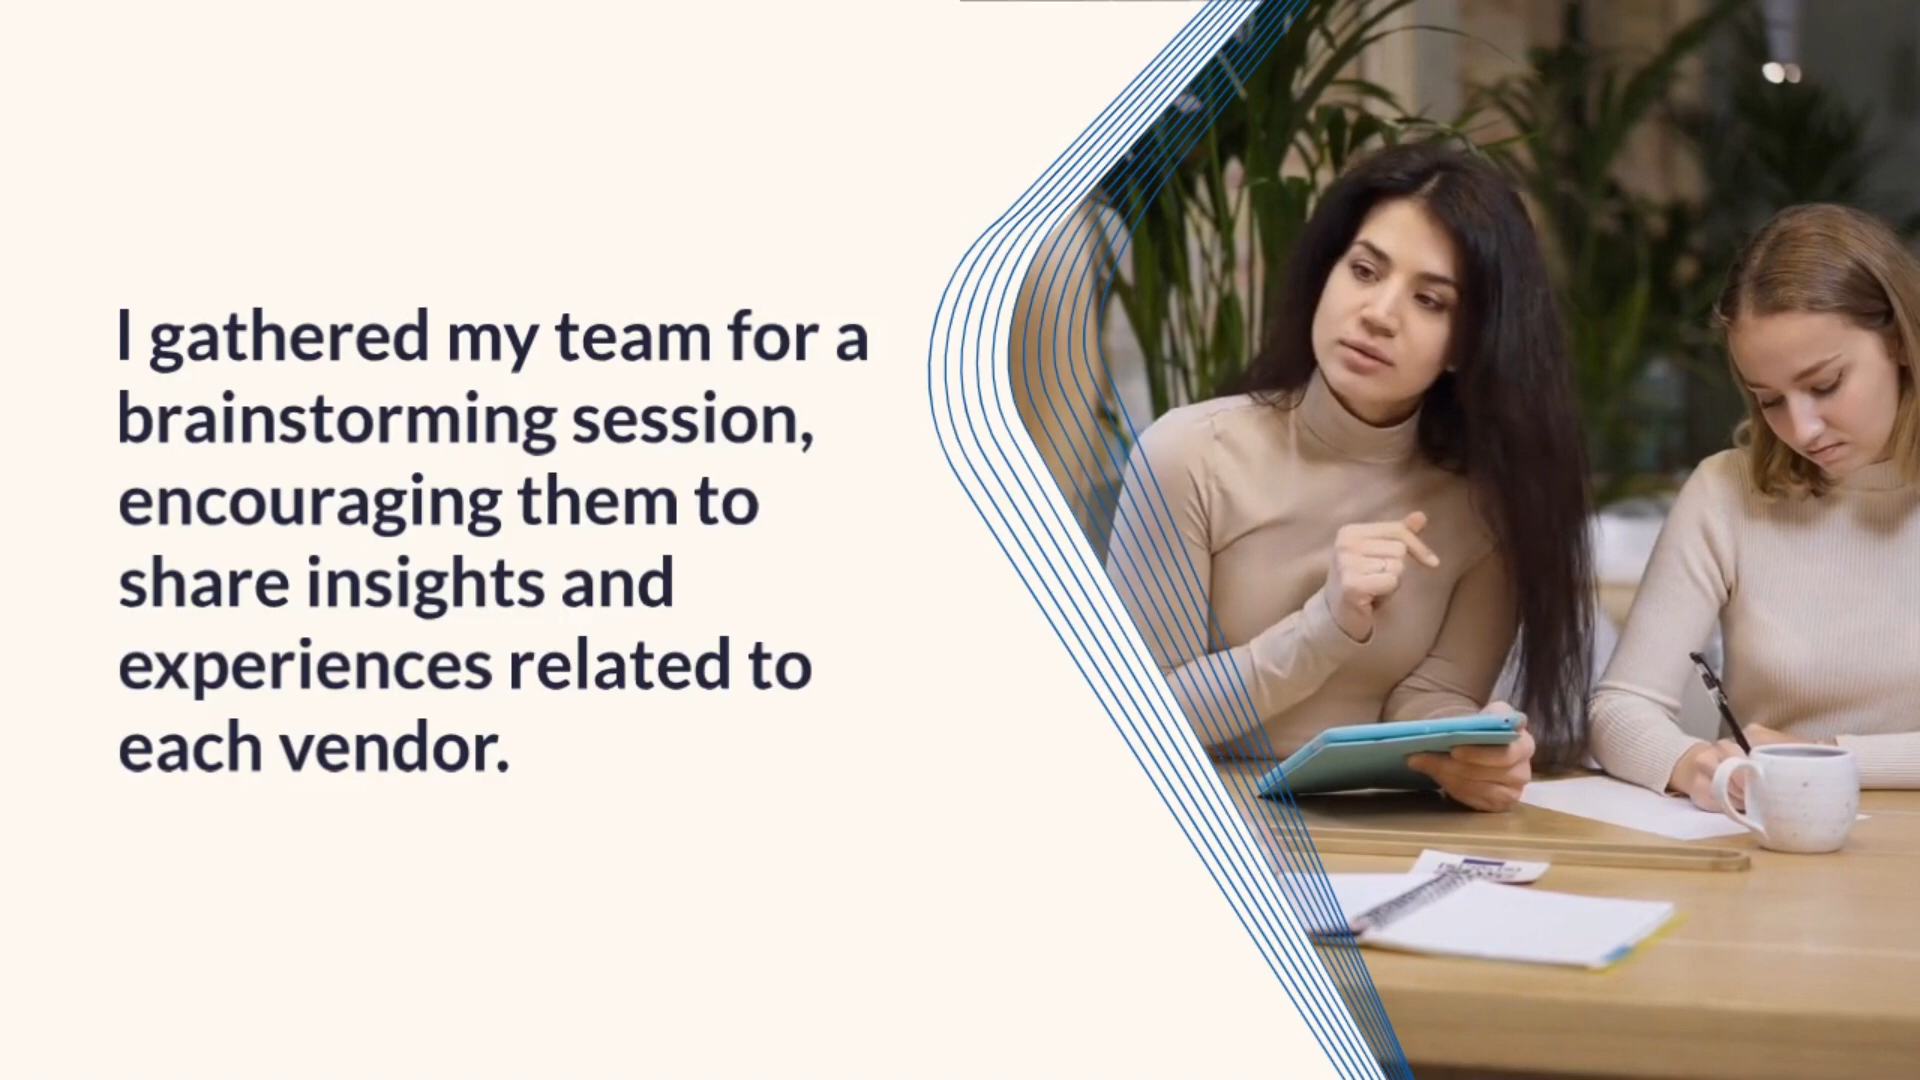 I gathered my team for a
brainstorming session,
encouraging them to
share insights and
experiences related to
each vendor.